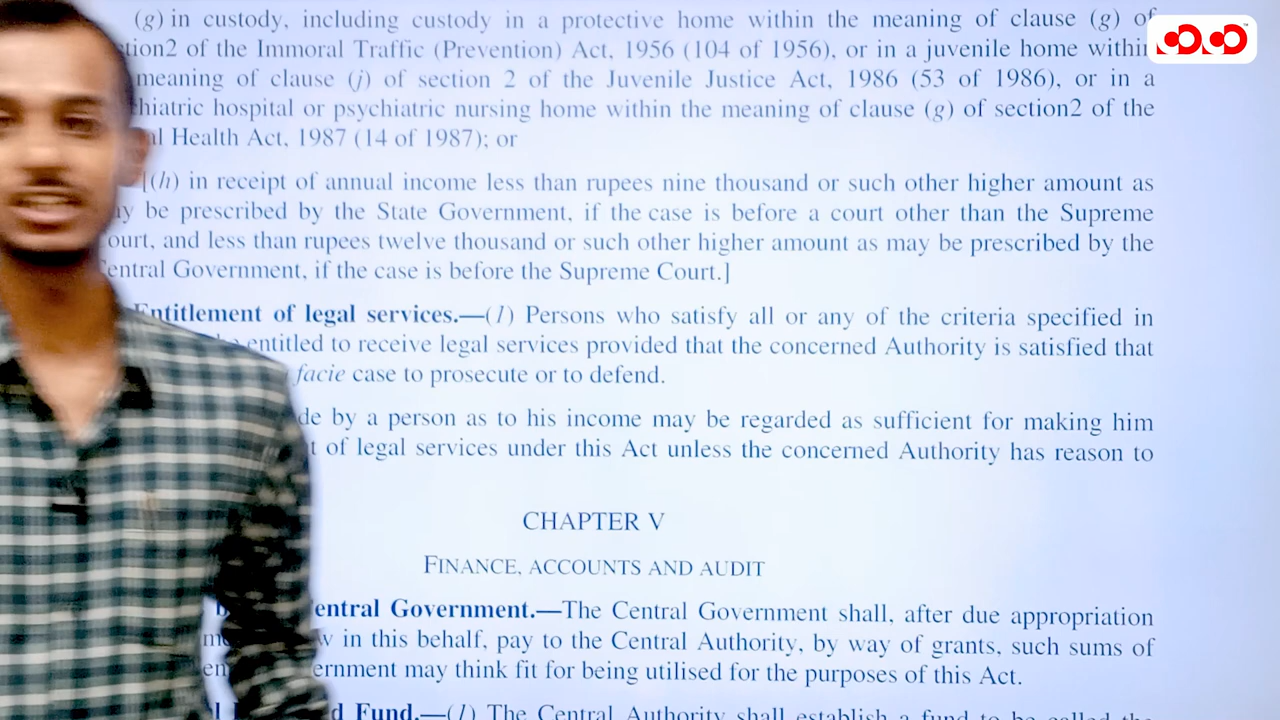 (g) in custody, including custody in a protective home within the meaning of clause (g) of
tion2 of the Immoral Traffic (Prevention) Act, 1956 (104 of 1956), or in a juvenile home within
meaning of clause (j) of section 2 of the Juvenile Justice Act, 1986 (53 of 1986), or in a
hiatric hospital or psychiatric nursing home within the meaning of clause (g) of section2 of the
al Health Act, 1987 (14 of 1987); or
[(h) in receipt of annual income less than rupees nine thousand or such other higher amount as
ay be prescribed by the State Government, if the case is before a court other than the Supreme
ourt, and less than rupees twelve thousand or such other higher amount as may be prescribed by the
entral Government, if the case is before the Supreme Court.]
Entitlement of legal services.—(1) Persons who satisfy all or any of the criteria specified in
entitled to receive legal services provided that the concerned Authority is satisfied that
facie case to prosecute or to defend.
de by a person as to his income may be regarded as sufficient for making him
t of legal services under this Act unless the concerned Authority has reason to
CHAPTER V
FINANCE, ACCOUNTS AND AUDIT
entral Government.—The Central Government shall, after due appropriation
w in this behalf, pay to the Central Authority, by way of grants, such sums of
ernment may think fit for being utilised for the purposes of this Act.
d Fund.—(1) The Central Authority shall establish a fund to be called the